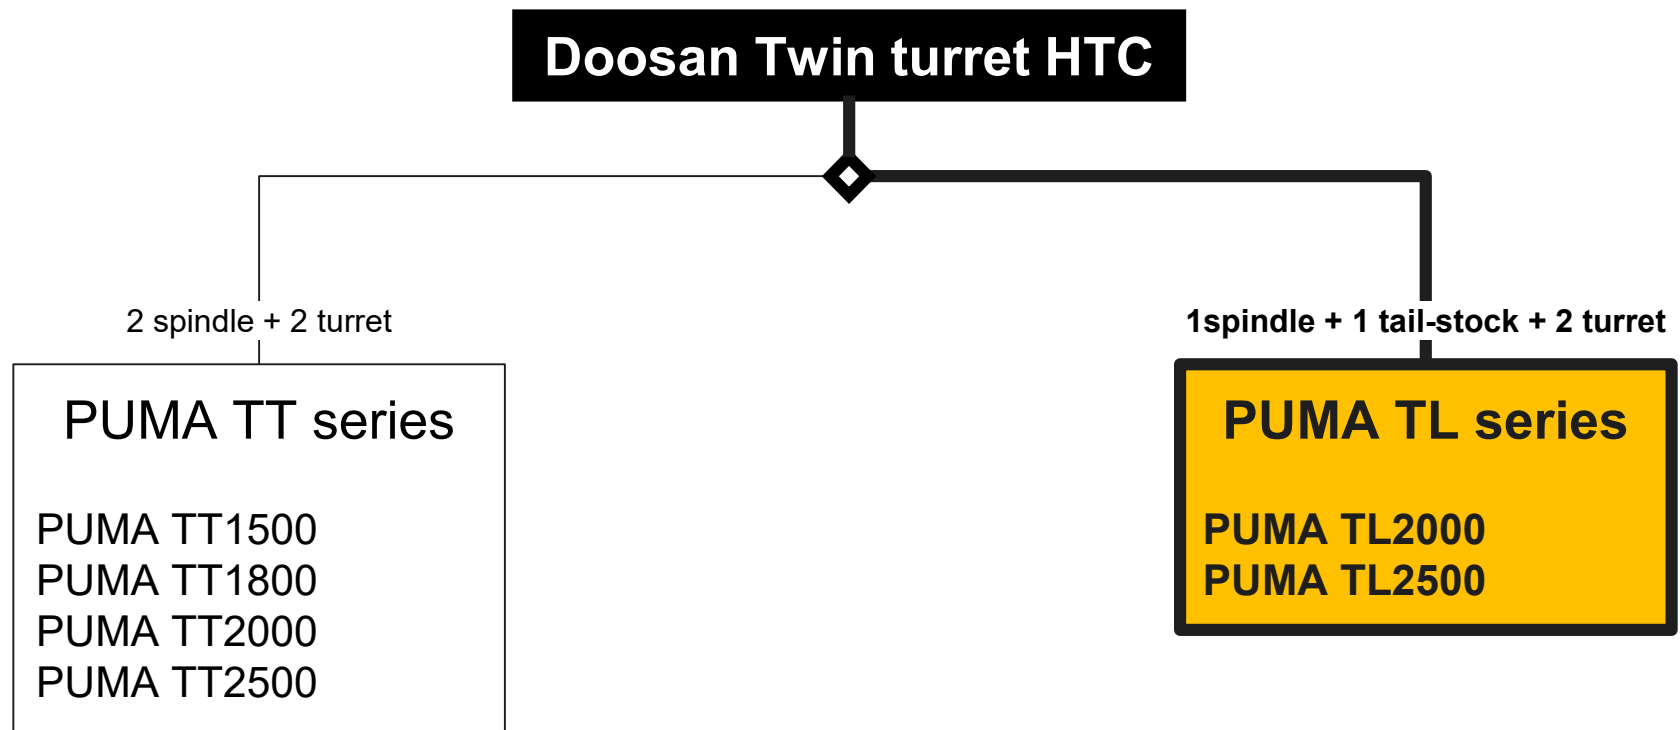 Doosan Twin turret HTC
2 spindle + 2 turret
PUMA TT series
PUMA TT1500
PUMA TT1800
PUMA TT2000
PUMA TT2500
1spindle + 1 tail-stock + 2 turret
PUMA TL series
PUMA TL2000
PUMA TL2500